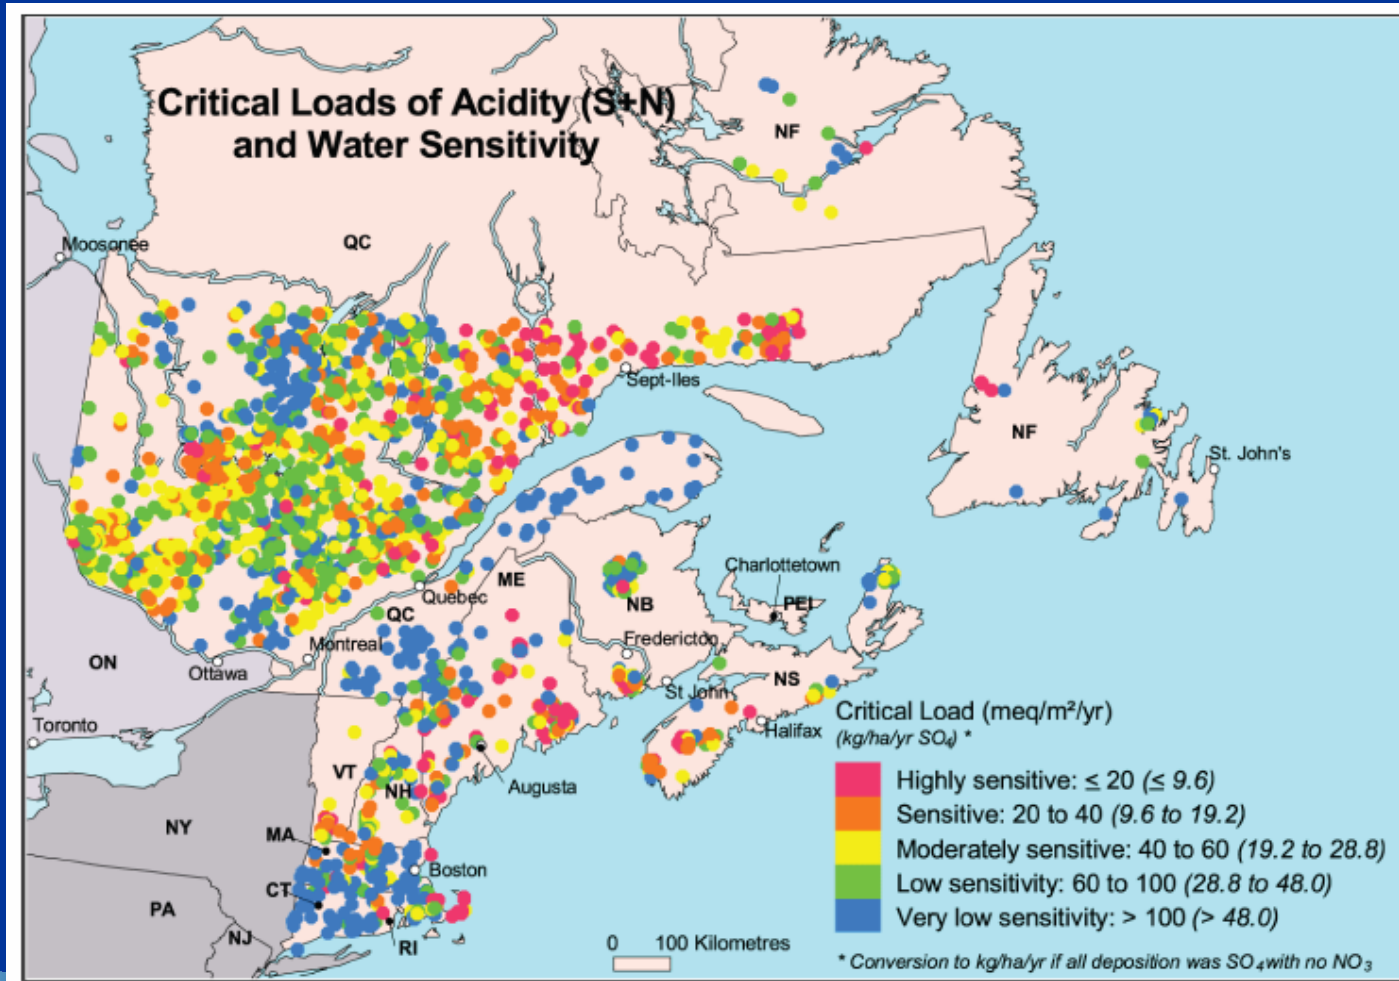 Critical Loads of Acidity (S+N)
and Water Sensitivity
NF
QC
Moosonee
Sept-Iles
NF
St. John's
Charlottetown
ME
PEI
NB
Quebec
QC
Fredericton
Montreal
ON
Ottawa
NS
St John
Toronto
Halifax
VT
Augusta
NH
NY
MA
Boston
CT
PA
NJ
RI
Critical Load (meq/m²/yr)
(kg/ha/yr SO₄) *
Highly sensitive: ≤ 20 (≤ 9.6)
Sensitive: 20 to 40 (9.6 to 19.2)
Moderately sensitive: 40 to 60 (19.2 to 28.8)
Low sensitivity: 60 to 100 (28.8 to 48.0)
Very low sensitivity: > 100 (> 48.0)
0 100 Kilometres
* Conversion to kg/ha/yr if all deposition was SO₄ with no NO₃